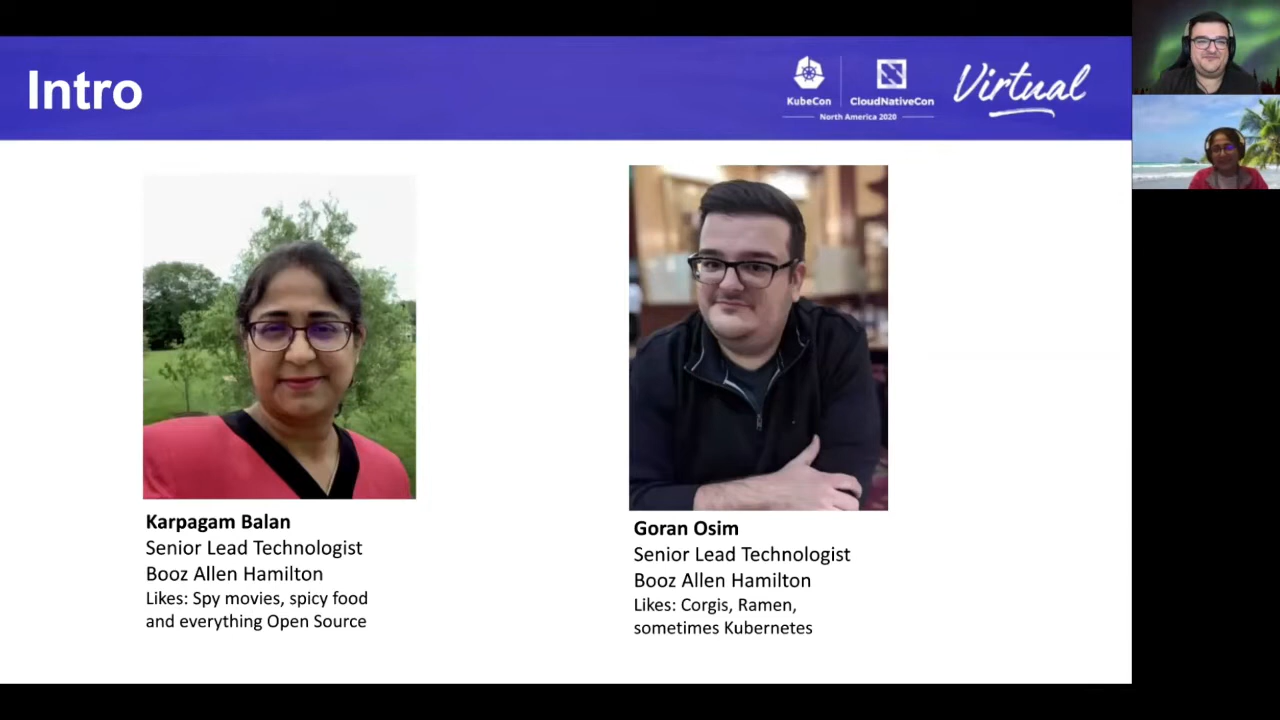 Intro
KubeCon
CloudNativeCon
North America 2020
Virtual
Karpagam Balan
Senior Lead Technologist
Booz Allen Hamilton
Likes: Spy movies, spicy food
and everything Open Source
Goran Osim
Senior Lead Technologist
Booz Allen Hamilton
Likes: Corgis, Ramen,
sometimes Kubernetes